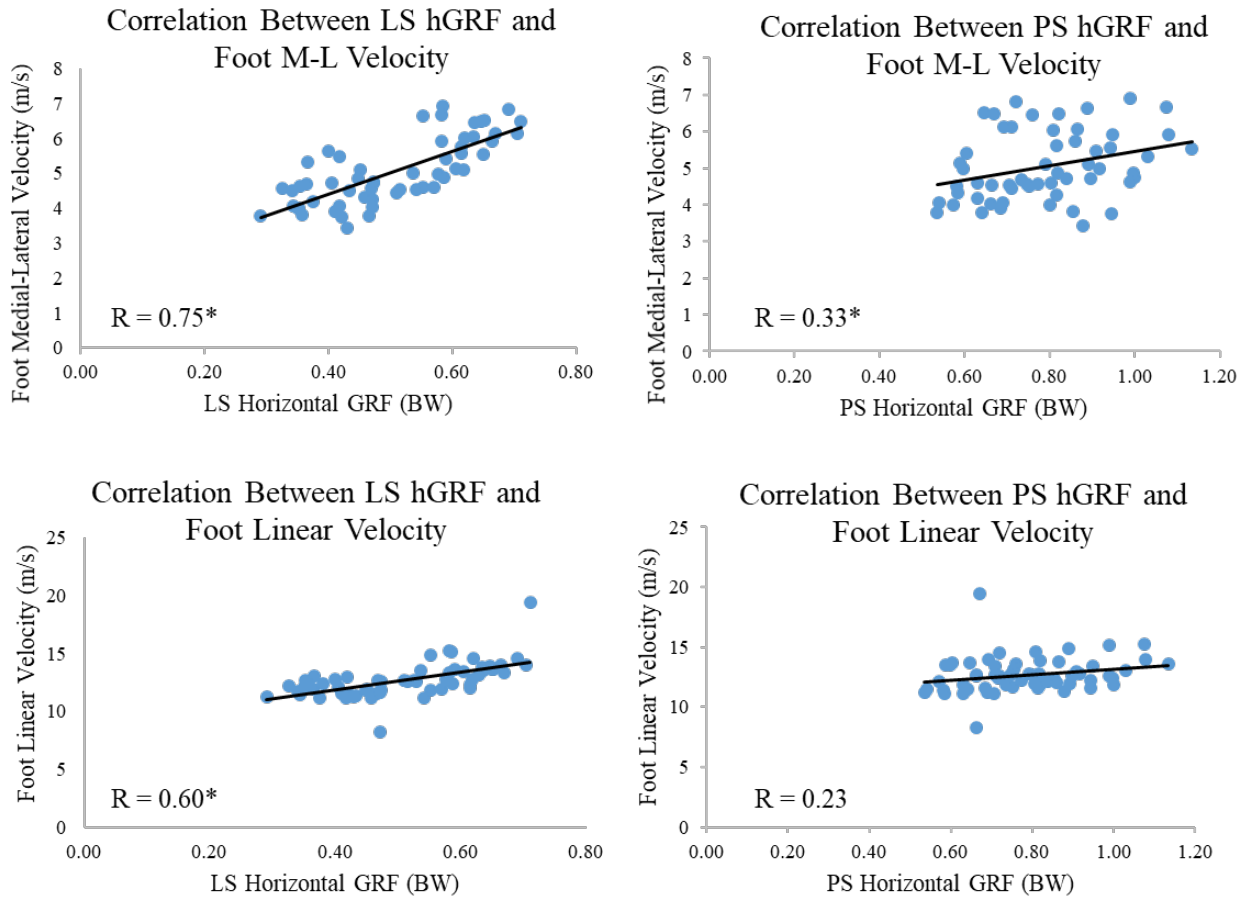 Correlation Between LS hGRF and
Foot M-L Velocity
Foot Medial-Lateral Velocity (m/s)
8
7
6
5
4
3
2
1
0
R = 0.75*
0.00 0.20 0.40 0.60 0.80
LS Horizontal GRF (BW)
Correlation Between PS hGRF and
Foot M-L Velocity
Foot Medial-Lateral Velocity (m/s)
8
7
6
5
4
3
2
1
0
R = 0.33*
0.00 0.20 0.40 0.60 0.80 1.00 1.20
PS Horizontal GRF (BW)
Correlation Between LS hGRF and
Foot Linear Velocity
Foot Linear Velocity (m/s)
25
20
15
10
5
0
R = 0.60*
0.00 0.20 0.40 0.60 0.80
LS Horizontal GRF (BW)
Correlation Between PS hGRF and
Foot Linear Velocity
Foot Linear Velocity (m/s)
25
20
15
10
5
0
R = 0.23
0.00 0.20 0.40 0.60 0.80 1.00 1.20
PS Horizontal GRF (BW)